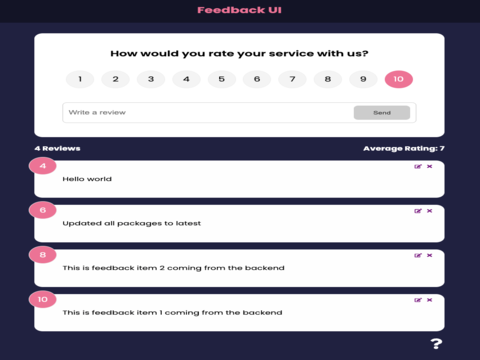 Feedback UI
How would you rate your service with us?
1 2 3 4 5 6 7 8 9 10
Write a review Send
4 Reviews Average Rating: 7
4
Hello world
6
Updated all packages to latest
8
This is feedback item 2 coming from the backend
10
This is feedback item 1 coming from the backend
?